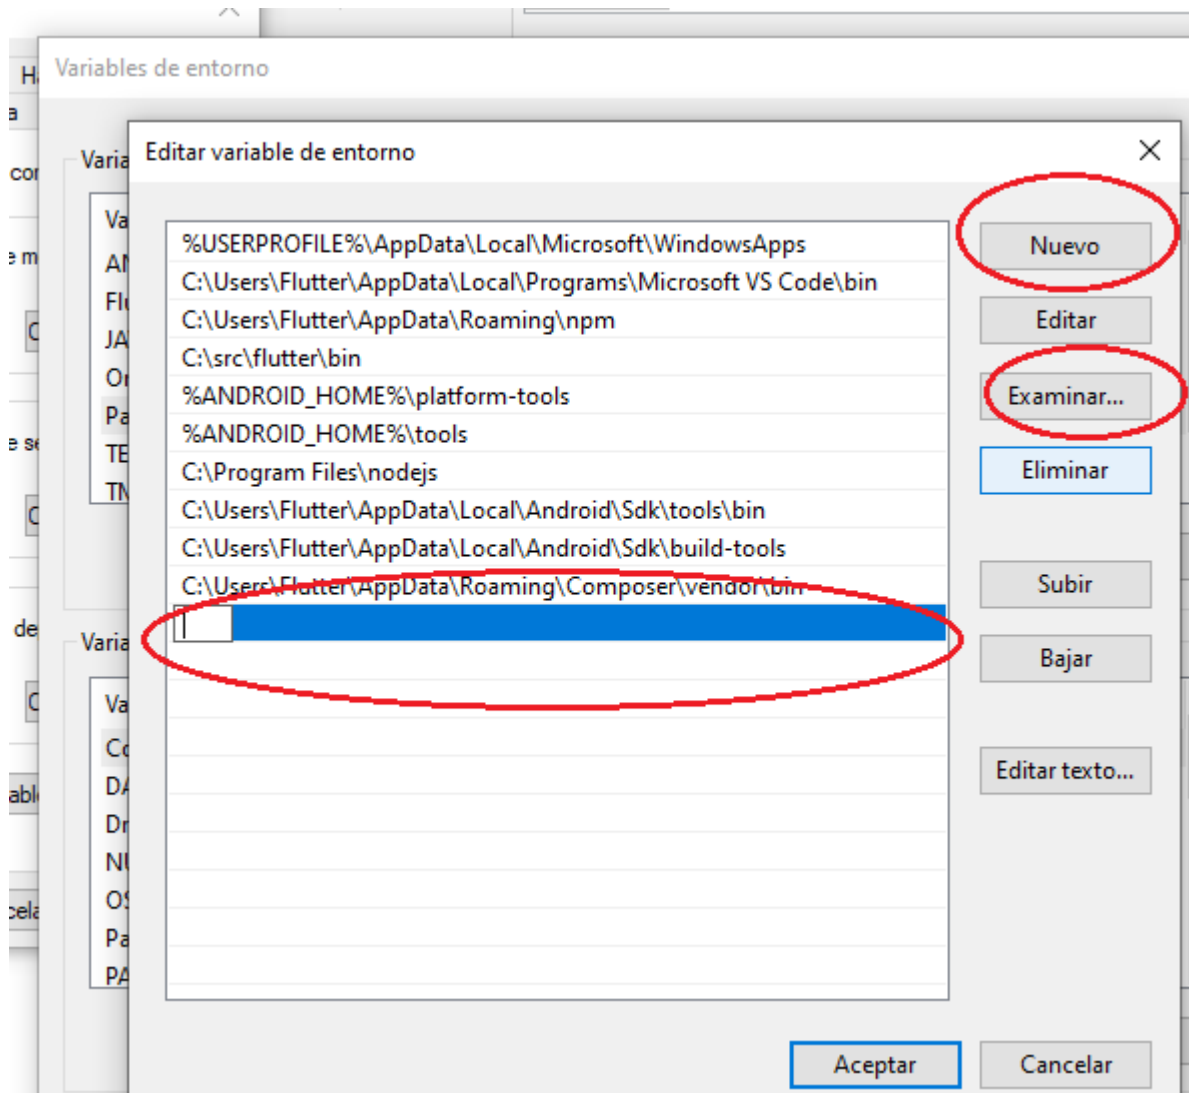 Variables de entorno
Editar variable de entorno
%USERPROFILE%\AppData\Local\Microsoft\WindowsApps
C:\Users\Flutter\AppData\Local\Programs\Microsoft VS Code\bin
C:\Users\Flutter\AppData\Roaming\npm
C:\src\flutter\bin
%ANDROID_HOME%\platform-tools
%ANDROID_HOME%\tools
C:\Program Files\nodejs
C:\Users\Flutter\AppData\Local\Android\Sdk\tools\bin
C:\Users\Flutter\AppData\Local\Android\Sdk\build-tools
C:\Users\Flutter\AppData\Roaming\Composer\vendor\bin
Nuevo
Editar
Examinar...
Eliminar
Subir
Bajar
Editar texto...
Aceptar
Cancelar